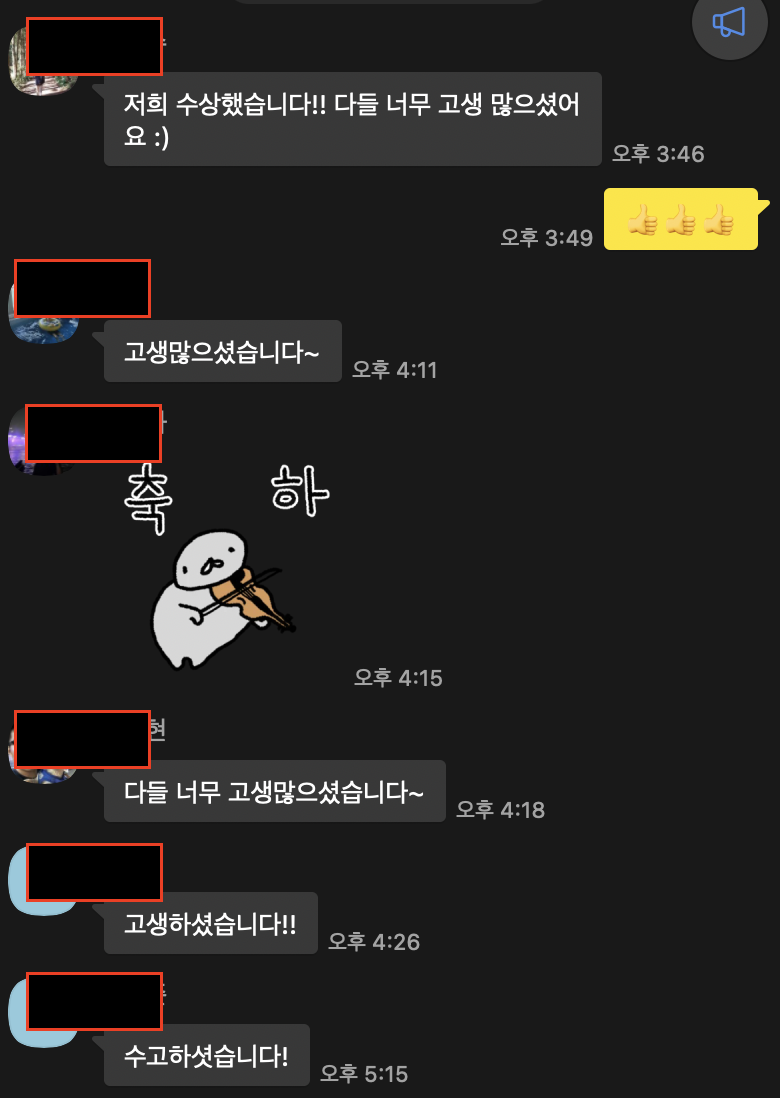 저희 수상했습니다!! 다들 너무 고생 많으셨어
요 :)
오후 3:46
오후 3:49 👍👍👍
고생많으셨습니다~
오후 4:11
축 하
오후 4:15
현
다들 너무 고생많으셨습니다~
오후 4:18
고생하셨습니다!!
오후 4:26
수고하셧습니다!
오후 5:15